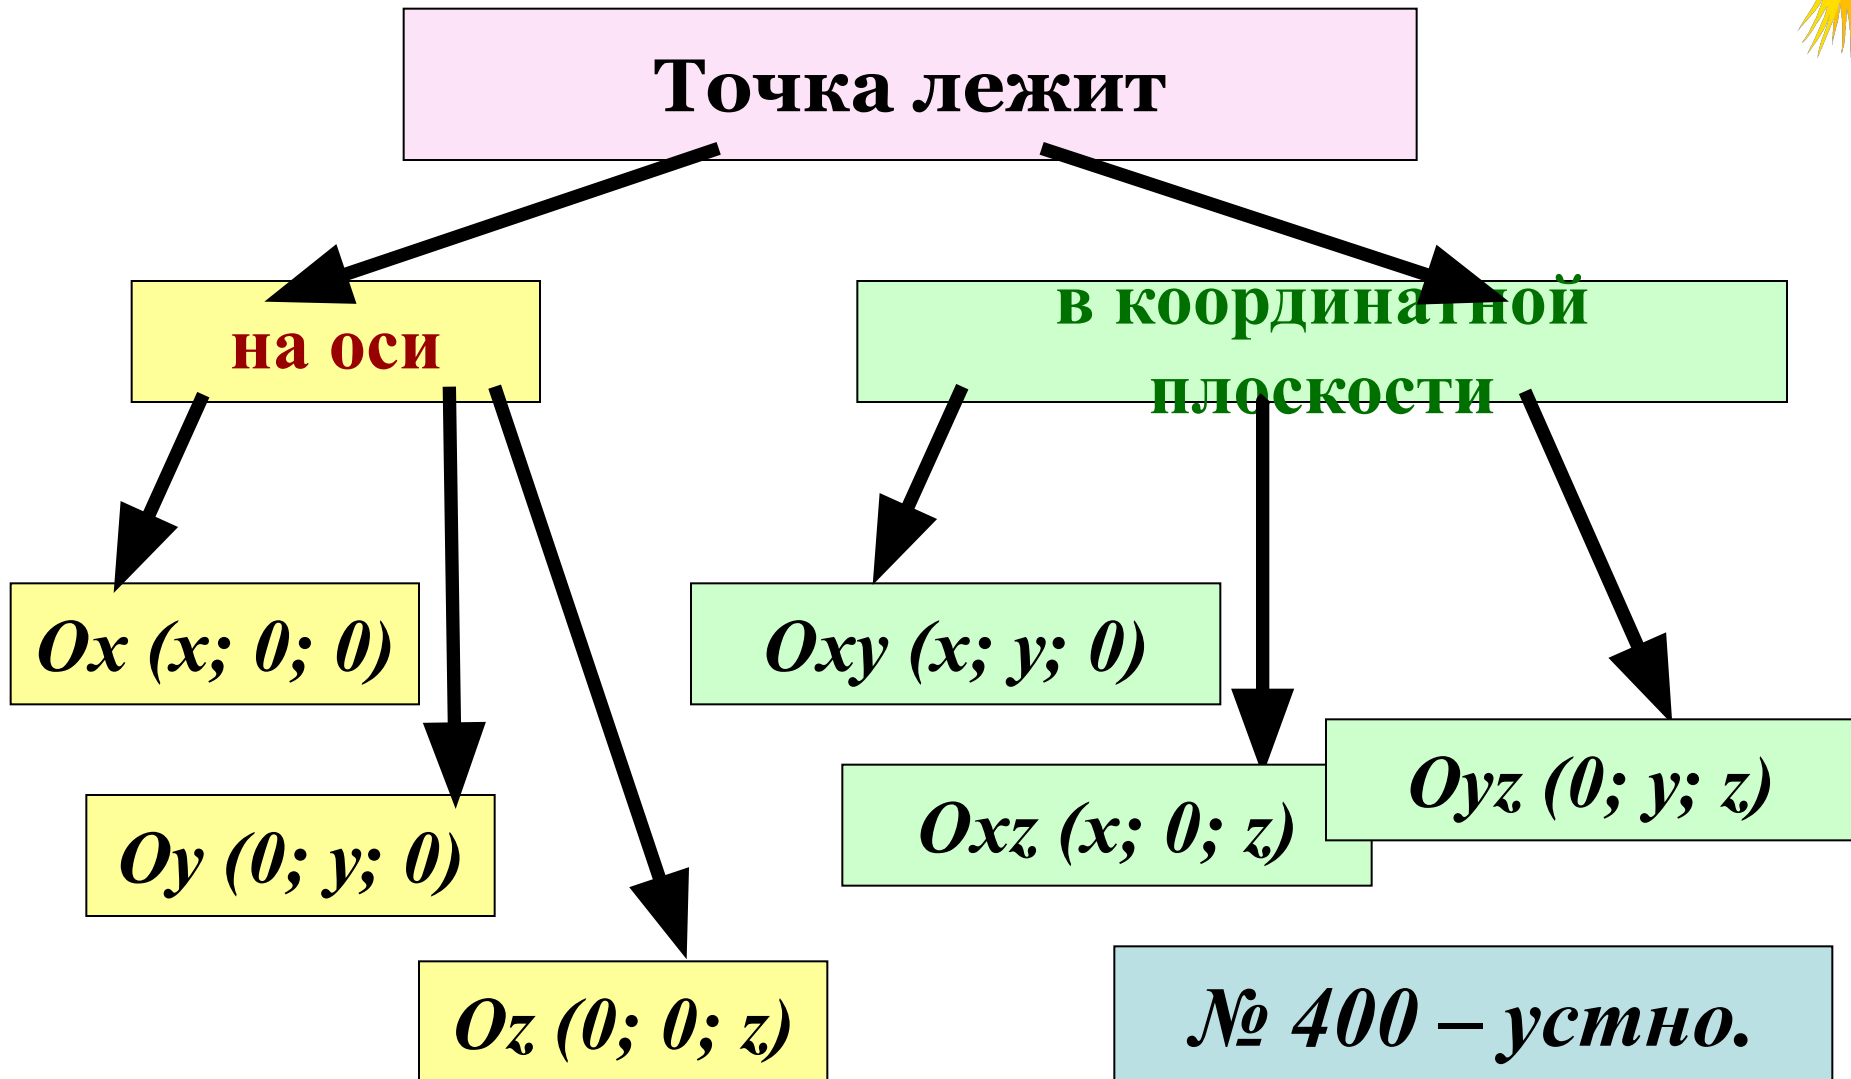 Точка лежит
на оси
в координатной
плоскости
Ox (x; 0; 0)
Oy (0; y; 0)
Oz (0; 0; z)
Oxy (x; y; 0)
Oxz (x; 0; z)
Oyz (0; y; z)
№ 400 – устно.